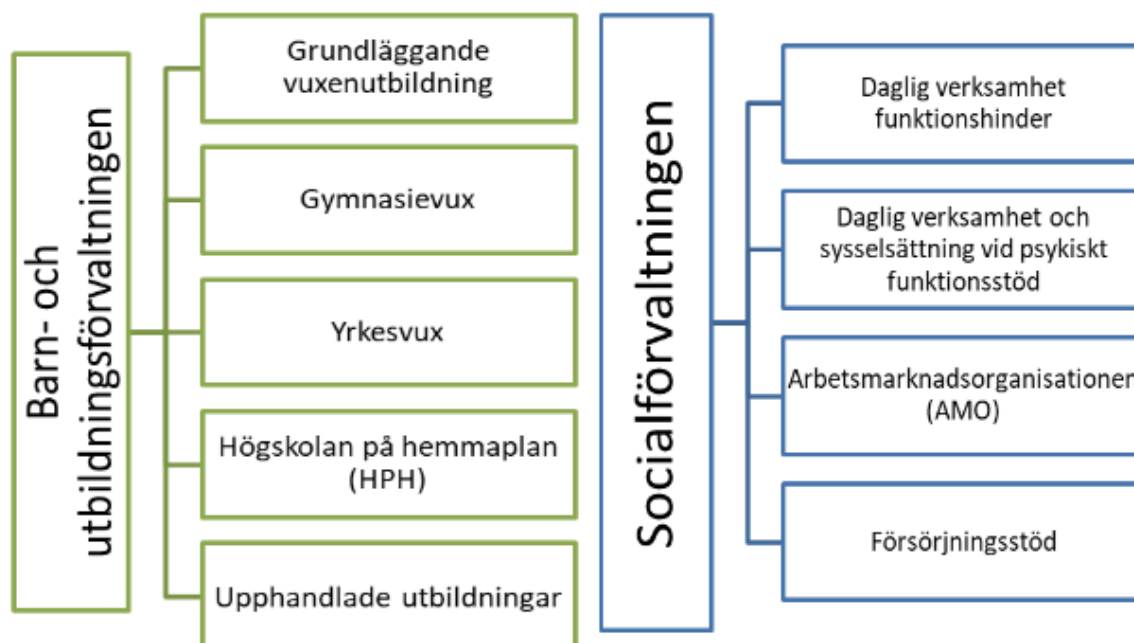 Barn- och
utbildningsförvaltningen
Grundläggande
vuxenutbildning
Gymnasievux
Yrkesvux
Högskolan på hemmaplan
(HPH)
Upphandlade utbildningar
Socialförvaltningen
Daglig verksamhet
funktionshinder
Daglig verksamhet och
sysselsättning vid psykiskt
funktionsstöd
Arbetsmarknadsorganisationen
(AMO)
Försörjningsstöd